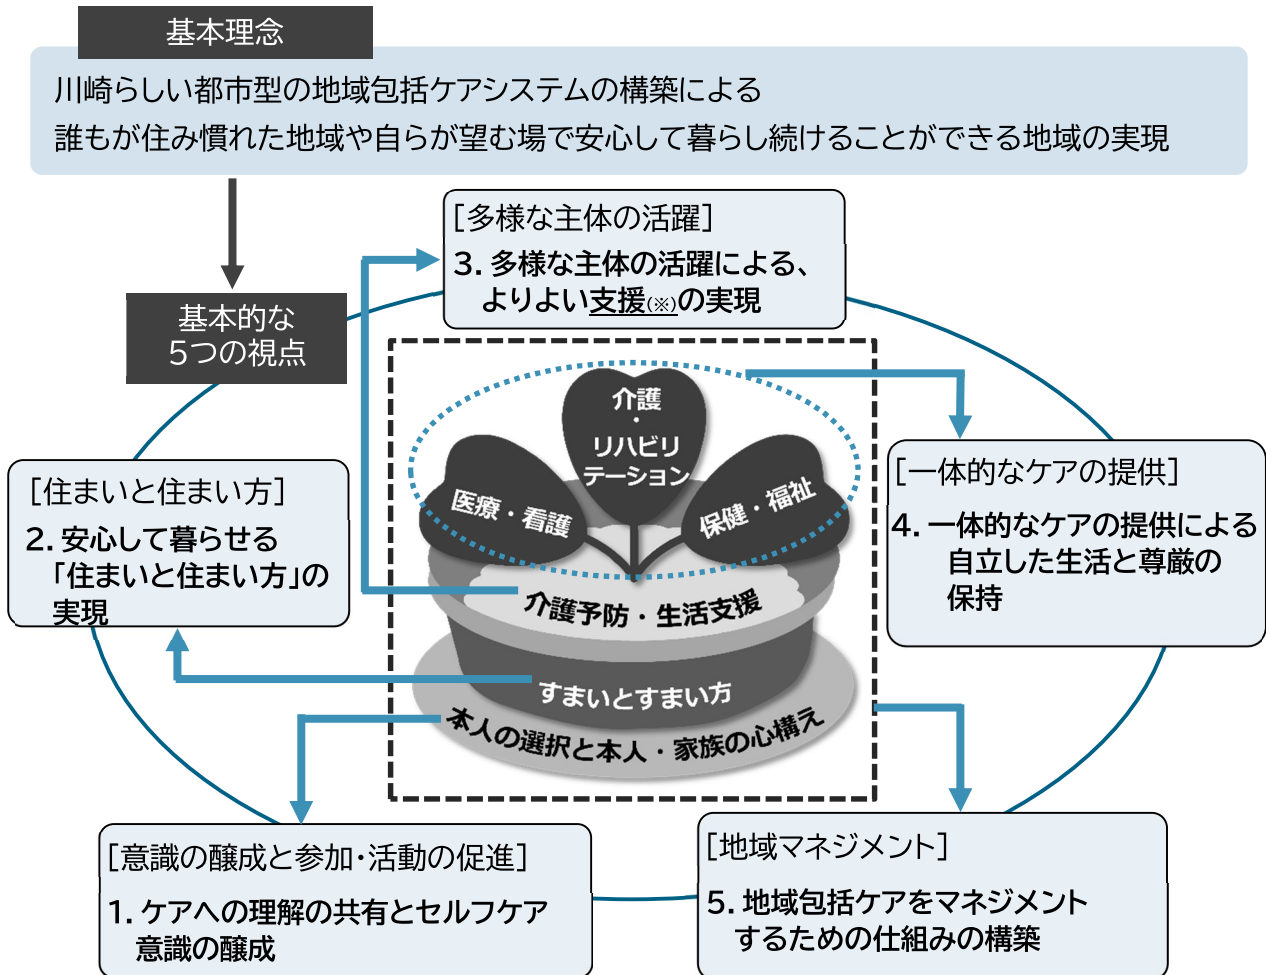 基本理念
川崎らしい都市型の地域包括ケアシステムの構築による
誰もが住み慣れた地域や自らが望む場で安心して暮らし続けることができる地域の実現
基本的な
5つの視点
[多様な主体の活躍]
3. 多様な主体の活躍による、
よりよい支援(※)の実現
[住まいと住まい方]
2. 安心して暮らせる
「住まいと住まい方」の
実現
介護
・
リハビリ
テーション
医療・看護
保健・福祉
介護予防・生活支援
すまいとすまい方
本人の選択と本人・家族の心構え
[一体的なケアの提供]
4. 一体的なケアの提供による
自立した生活と尊厳の
保持
[意識の醸成と参加・活動の促進]
1. ケアへの理解の共有とセルフケア
意識の醸成
[地域マネジメント]
5. 地域包括ケアをマネジメント
するための仕組みの構築